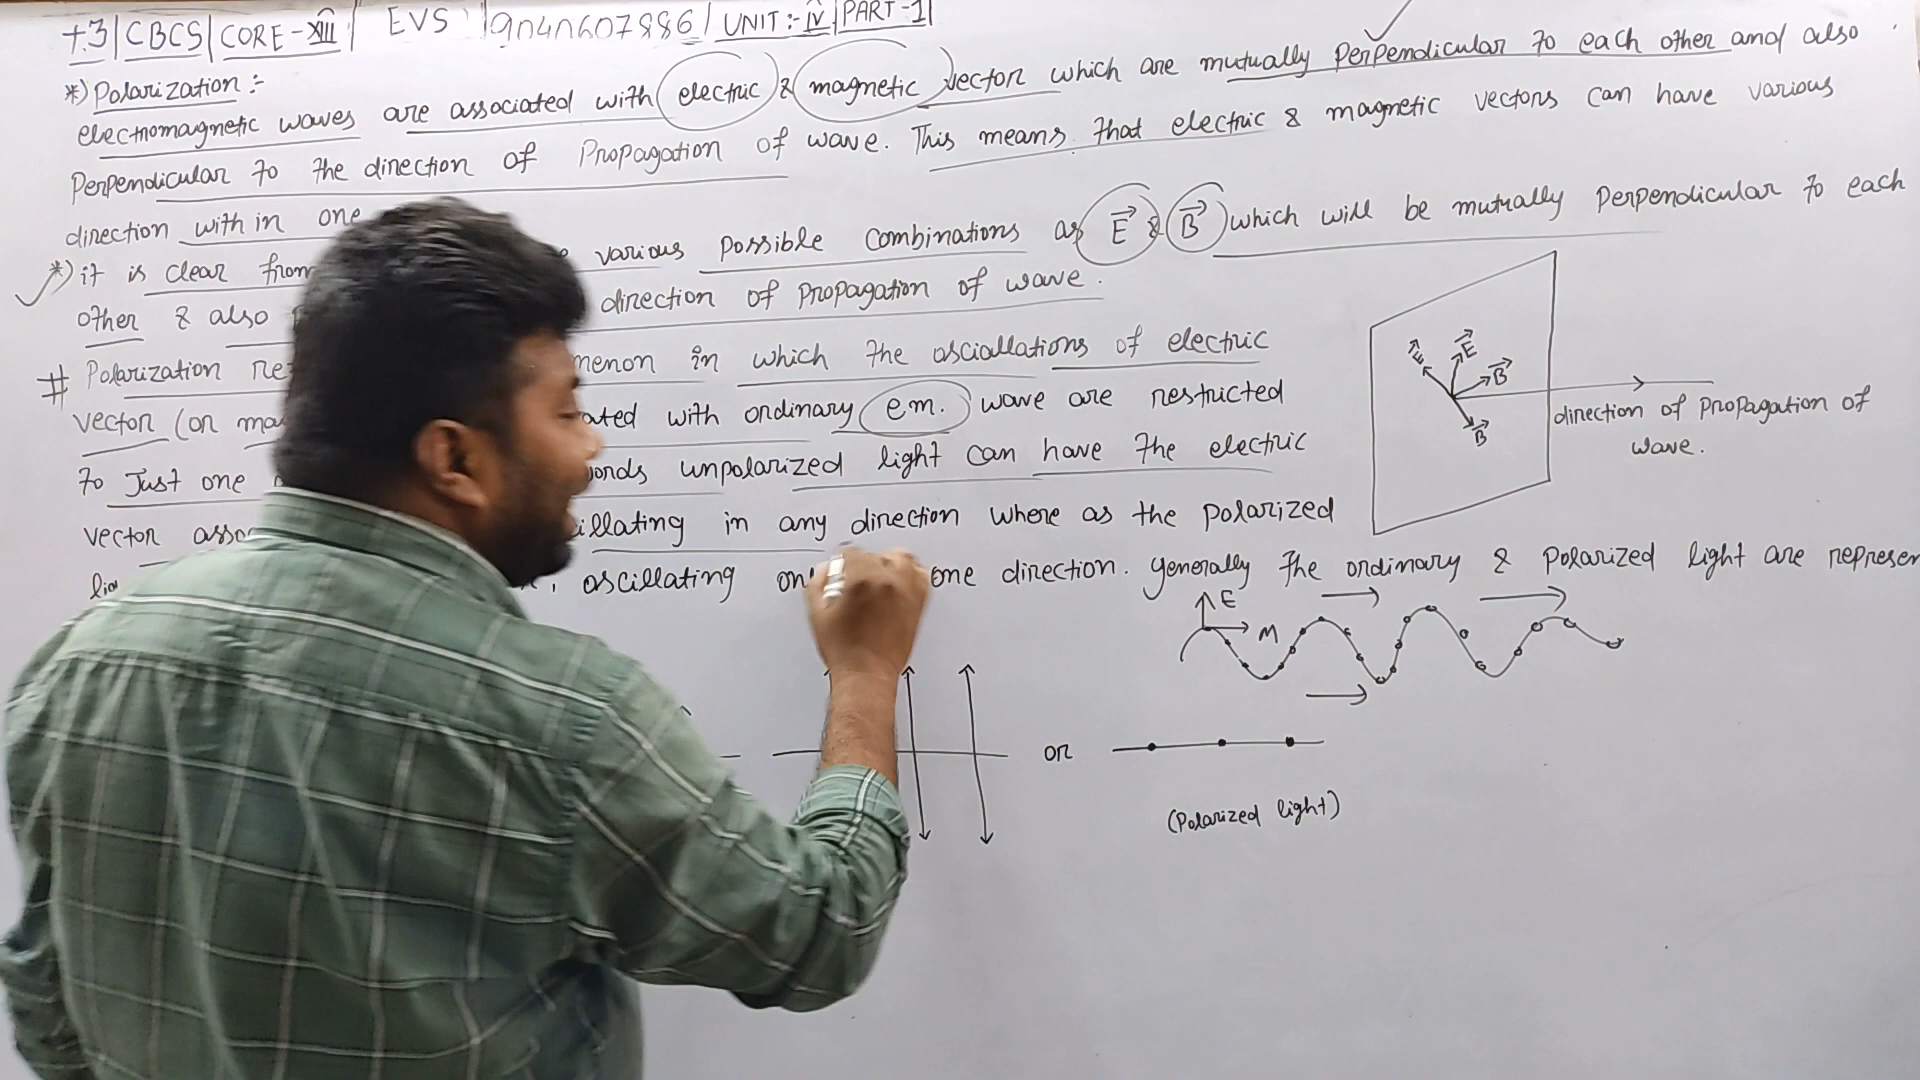 +3 | CBCS | CORE-XIII | EVS | 9040607886 | UNIT:-IV | PART-1 |
*) Polarization :-
electromagnetic waves are associated with electric & magnetic vector which are mutually perpendicular to each other and also
Perpendicular to the direction of Propagation of wave. This means that electric & magnetic vectors can have various
direction with in one
*) it is clear from various possible combinations as E & B which will be mutually perpendicular to each
other & also direction of propagation of wave.
# Polarization menon in which the osciallations of electric
vector (or with ordinary em. wave are restricted
to Just one unpolarized light can have the electric
vector illating in any direction where as the polarized
oscillating one direction. generally the ordinary & Polarized light are represen
E
E
B
B
direction of propagation of
wave.
E
M
or
(Polarized light)